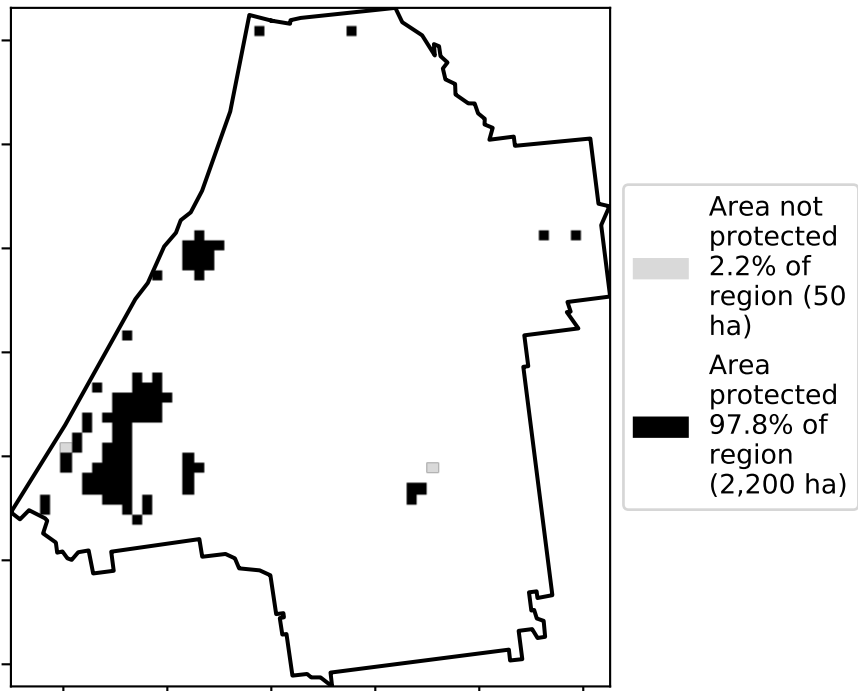 Area not
protected
2.2% of
region (50
ha)
Area
protected
97.8% of
region
(2,200 ha)